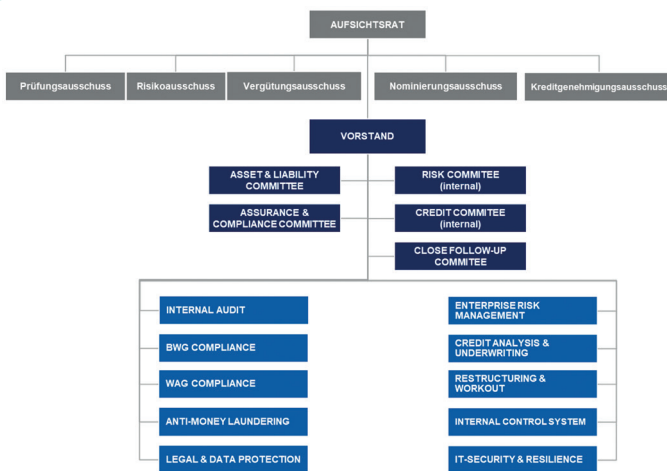 AUFSICHTSRAT
Prüfungsausschuss
Risikoausschuss
Vergütungsausschuss
Nominierungsausschuss
Kreditgenehmigungsausschuss
VORSTAND
ASSET & LIABILITY
COMMITTEE
RISK COMMITEE
(internal)
ASSURANCE &
COMPLIANCE COMMITTEE
CREDIT COMMITEE
(internal)
CLOSE FOLLOW-UP
COMMITEE
INTERNAL AUDIT
BWG COMPLIANCE
WAG COMPLIANCE
ANTI-MONEY LAUNDERING
LEGAL & DATA PROTECTION
ENTERPRISE RISK
MANAGEMENT
CREDIT ANALYSIS &
UNDERWRITING
RESTRUCTURING &
WORKOUT
INTERNAL CONTROL SYSTEM
IT-SECURITY & RESILIENCE